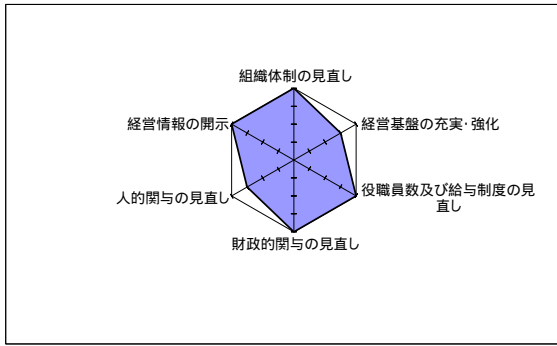 組織体制の見直し
経営情報の開示
経営基盤の充実・強化
人的関与の見直し
役職員数及び給与制度の見
直し
財政的関与の見直し